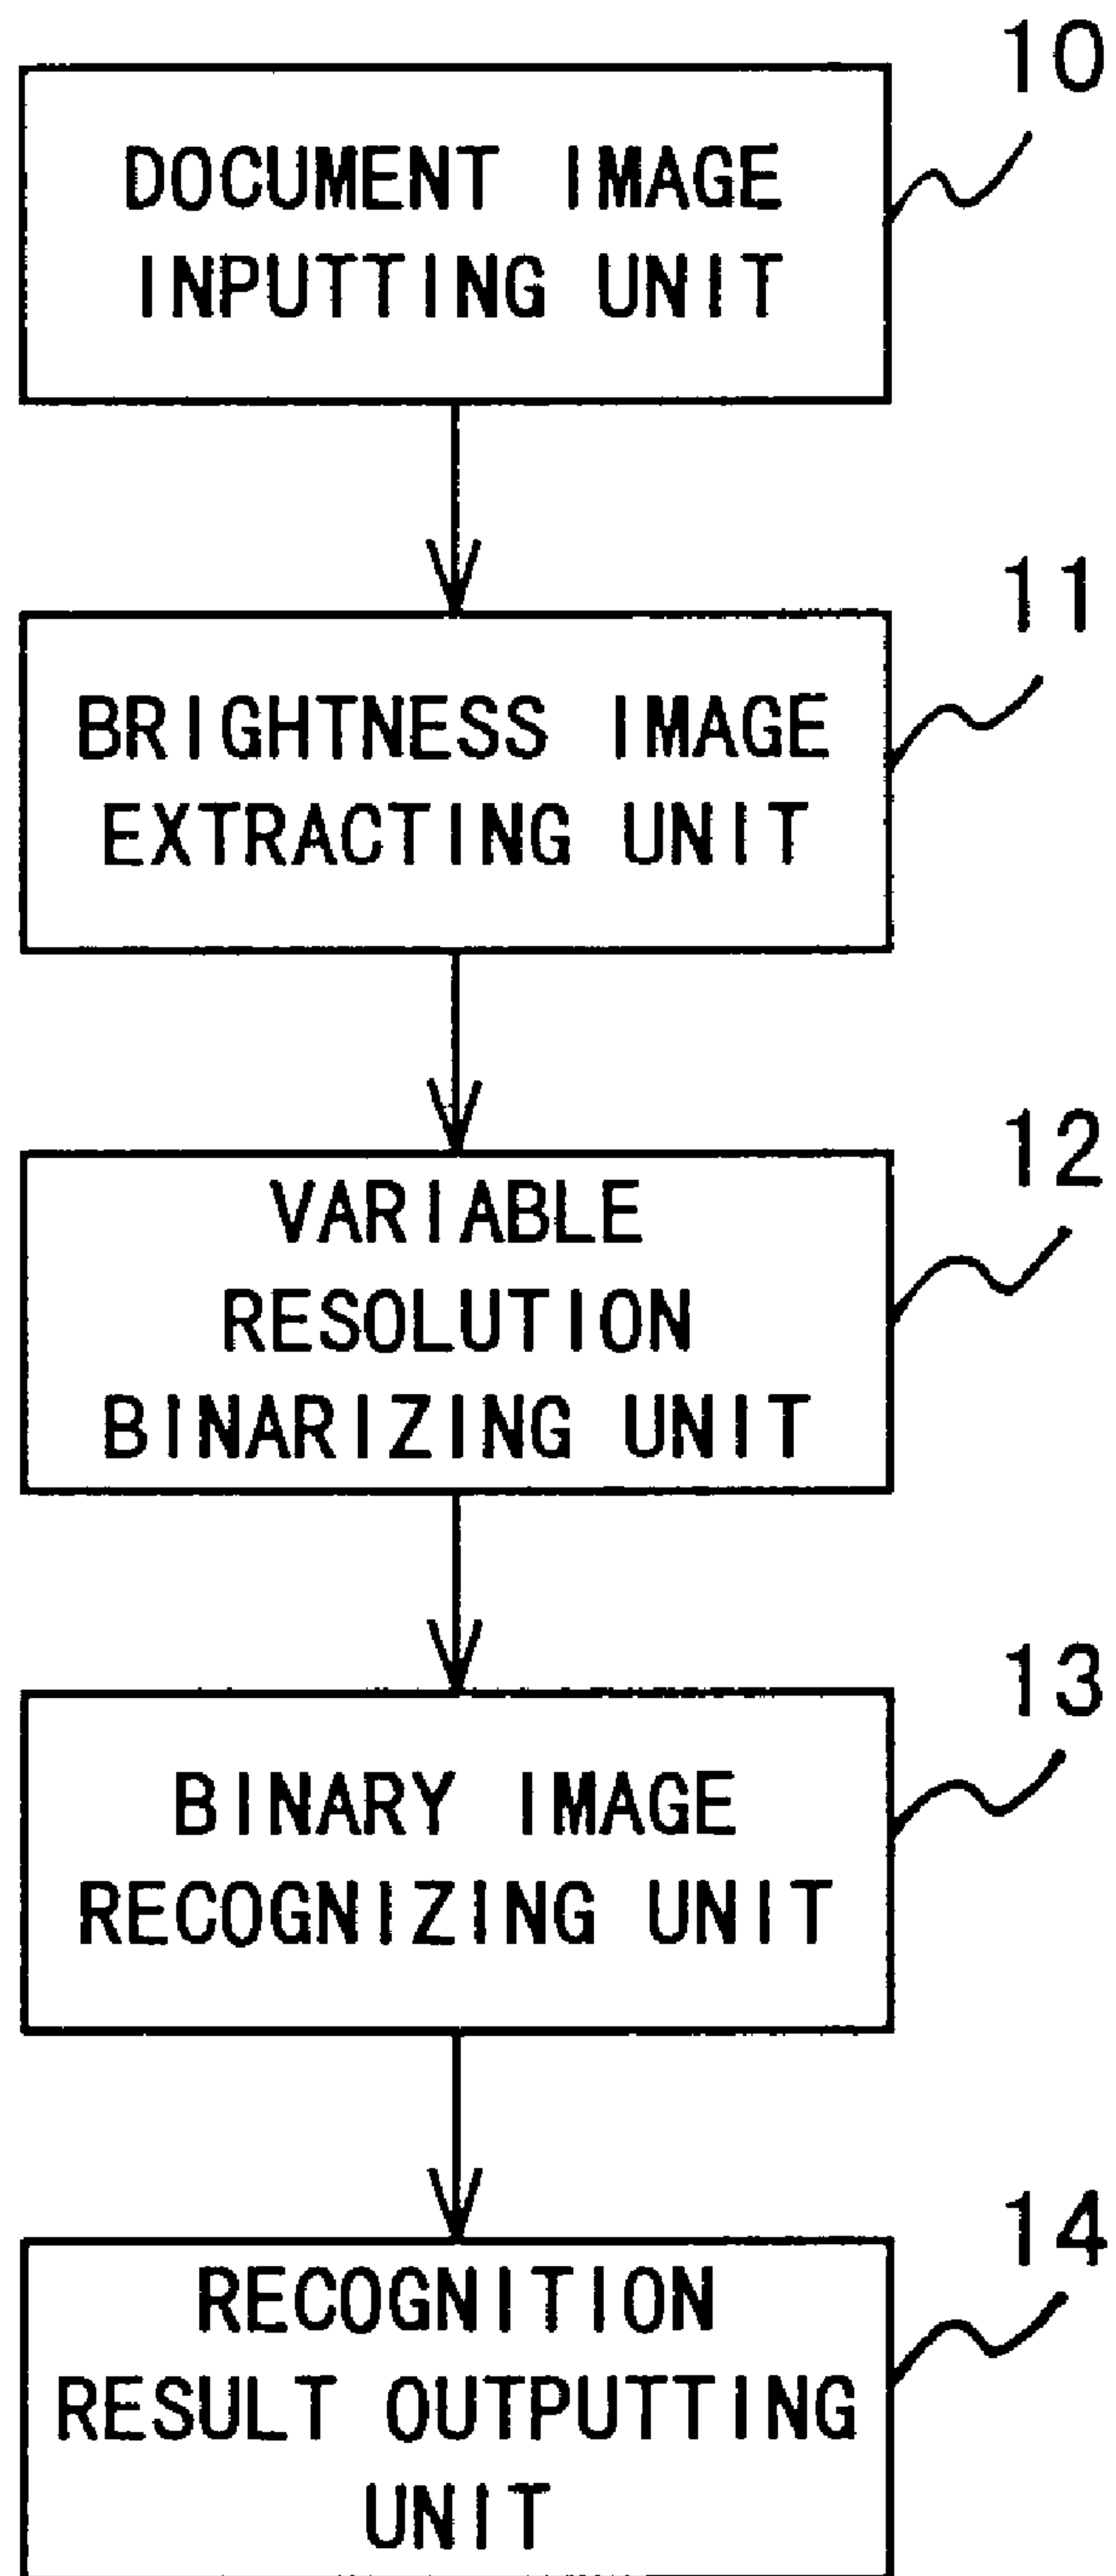 10
DOCUMENT IMAGE
INPUTTING UNIT
11
BRIGHTNESS IMAGE
EXTRACTING UNIT
12
VARIABLE
RESOLUTION
BINARIZING UNIT
13
BINARY IMAGE
RECOGNIZING UNIT
14
RECOGNITION
RESULT OUTPUTTING
UNIT